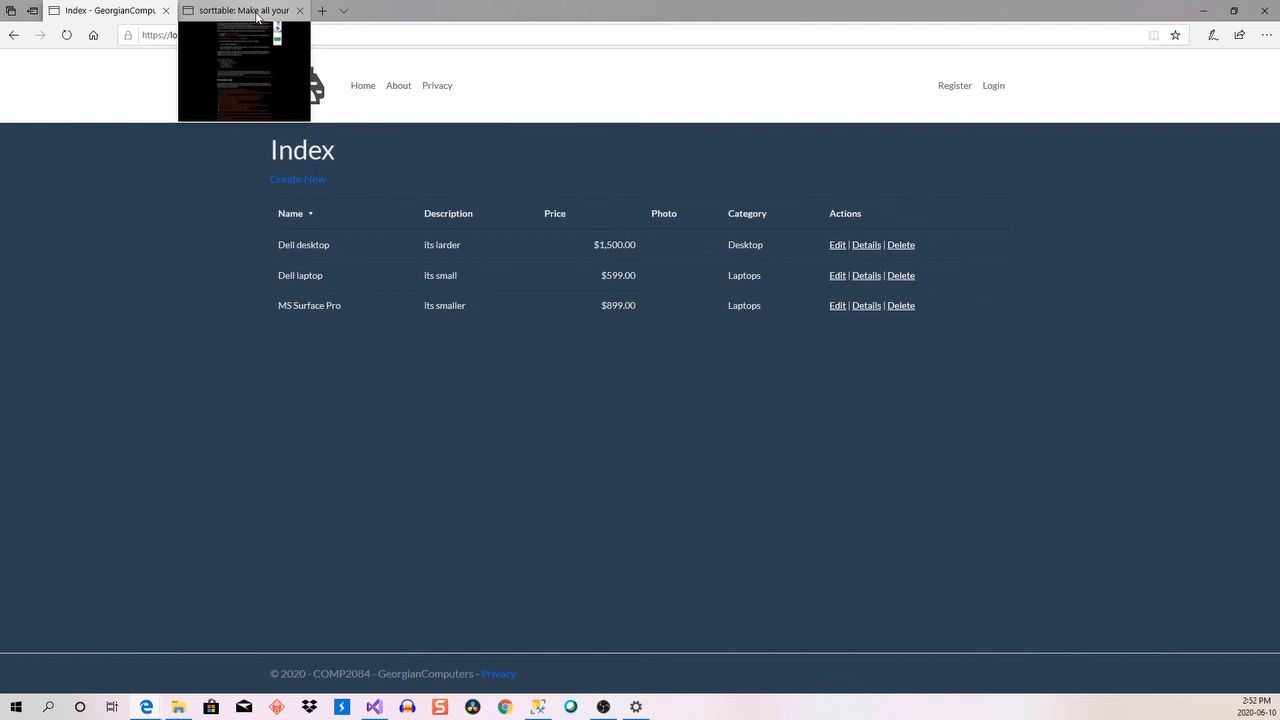 Index - GeorgianCompu
sorttable: Make all your
https://lo
Home About Privacy
Register Login
Index
Create New
Name Description Price Photo Category Actions
Dell desktop its larder $1,500.00 Desktop Edit | Details | Delete
Dell laptop its small $599.00 Laptops Edit | Details | Delete
MS Surface Pro its smaller $899.00 Laptops Edit | Details | Delete
© 2020 - COMP2084 - GeorgianComputers - Privacy
2:52 PM
2020-06-10